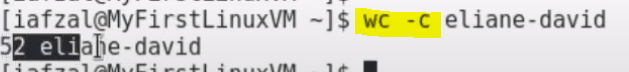 [iafzal@MyFirstLinuxVM ~]$ wc -c eliane-david
52 eliane-david
[iafzal@MyFirstLinuxVM ~]$